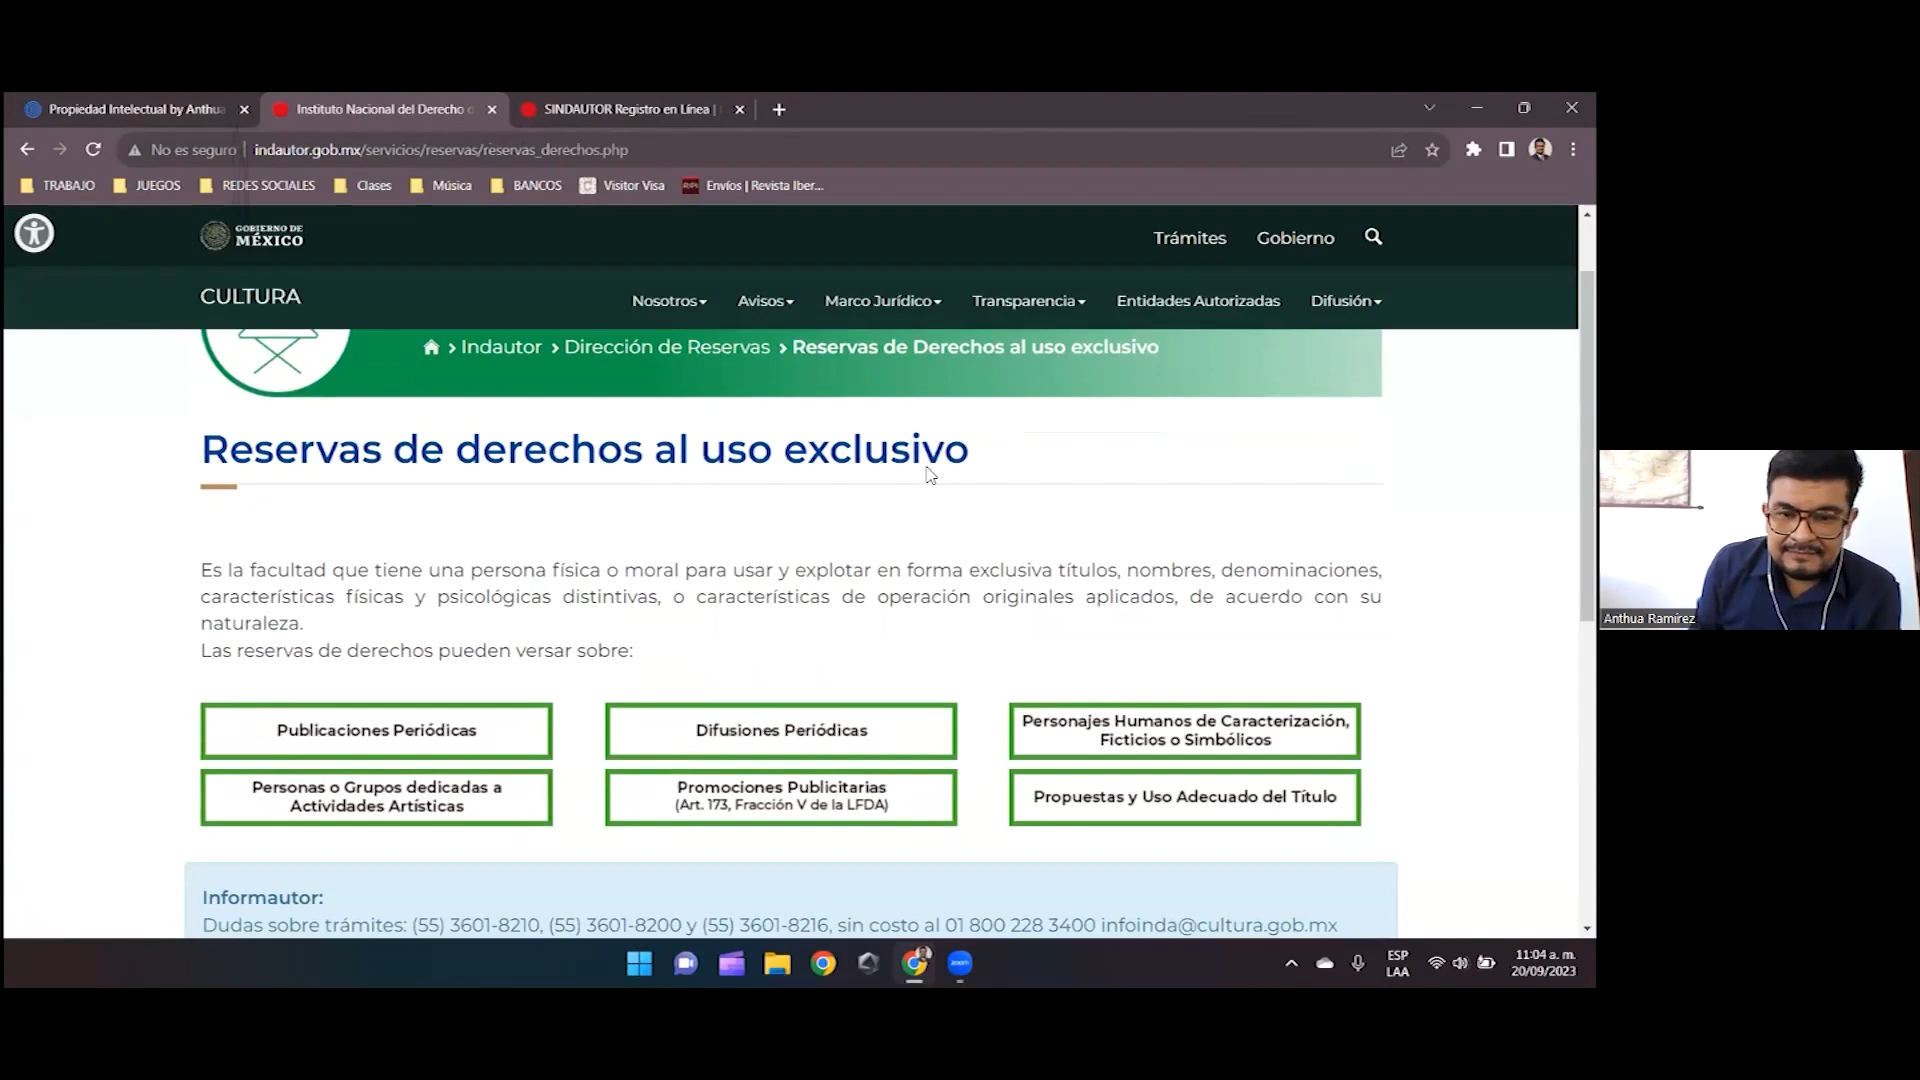 Propiedad Intelectual by Anthua
Instituto Nacional del Derecho d
SINDAUTOR Registro en Línea |
No es seguro
indautor.gob.mx/servicios/reservas/reservas_derechos.php
TRABAJO
JUEGOS
REDES SOCIALES
Clases
Música
BANCOS
Visitor Visa
Envíos | Revista Iber...
GOBIERNO DE
MÉXICO
Trámites
Gobierno
CULTURA
Nosotros
Avisos
Marco Jurídico
Transparencia
Entidades Autorizadas
Difusión
> Indautor > Dirección de Reservas > Reservas de Derechos al uso exclusivo
Reservas de derechos al uso exclusivo
Es la facultad que tiene una persona física o moral para usar y explotar en forma exclusiva títulos, nombres, denominaciones,
características físicas y psicológicas distintivas, o características de operación originales aplicados, de acuerdo con su
naturaleza.
Las reservas de derechos pueden versar sobre:
Publicaciones Periódicas
Difusiones Periódicas
Personajes Humanos de Caracterización,
Ficticios o Simbólicos
Personas o Grupos dedicadas a
Actividades Artísticas
Promociones Publicitarias
(Art. 173, Fracción V de la LFDA)
Propuestas y Uso Adecuado del Título
Informautor:
Dudas sobre trámites: (55) 3601-8210, (55) 3601-8200 y (55) 3601-8216, sin costo al 01 800 228 3400 infoinda@cultura.gob.mx
zoom
ESP
LAA
11:04 a. m.
20/09/2023
Anthua Ramírez